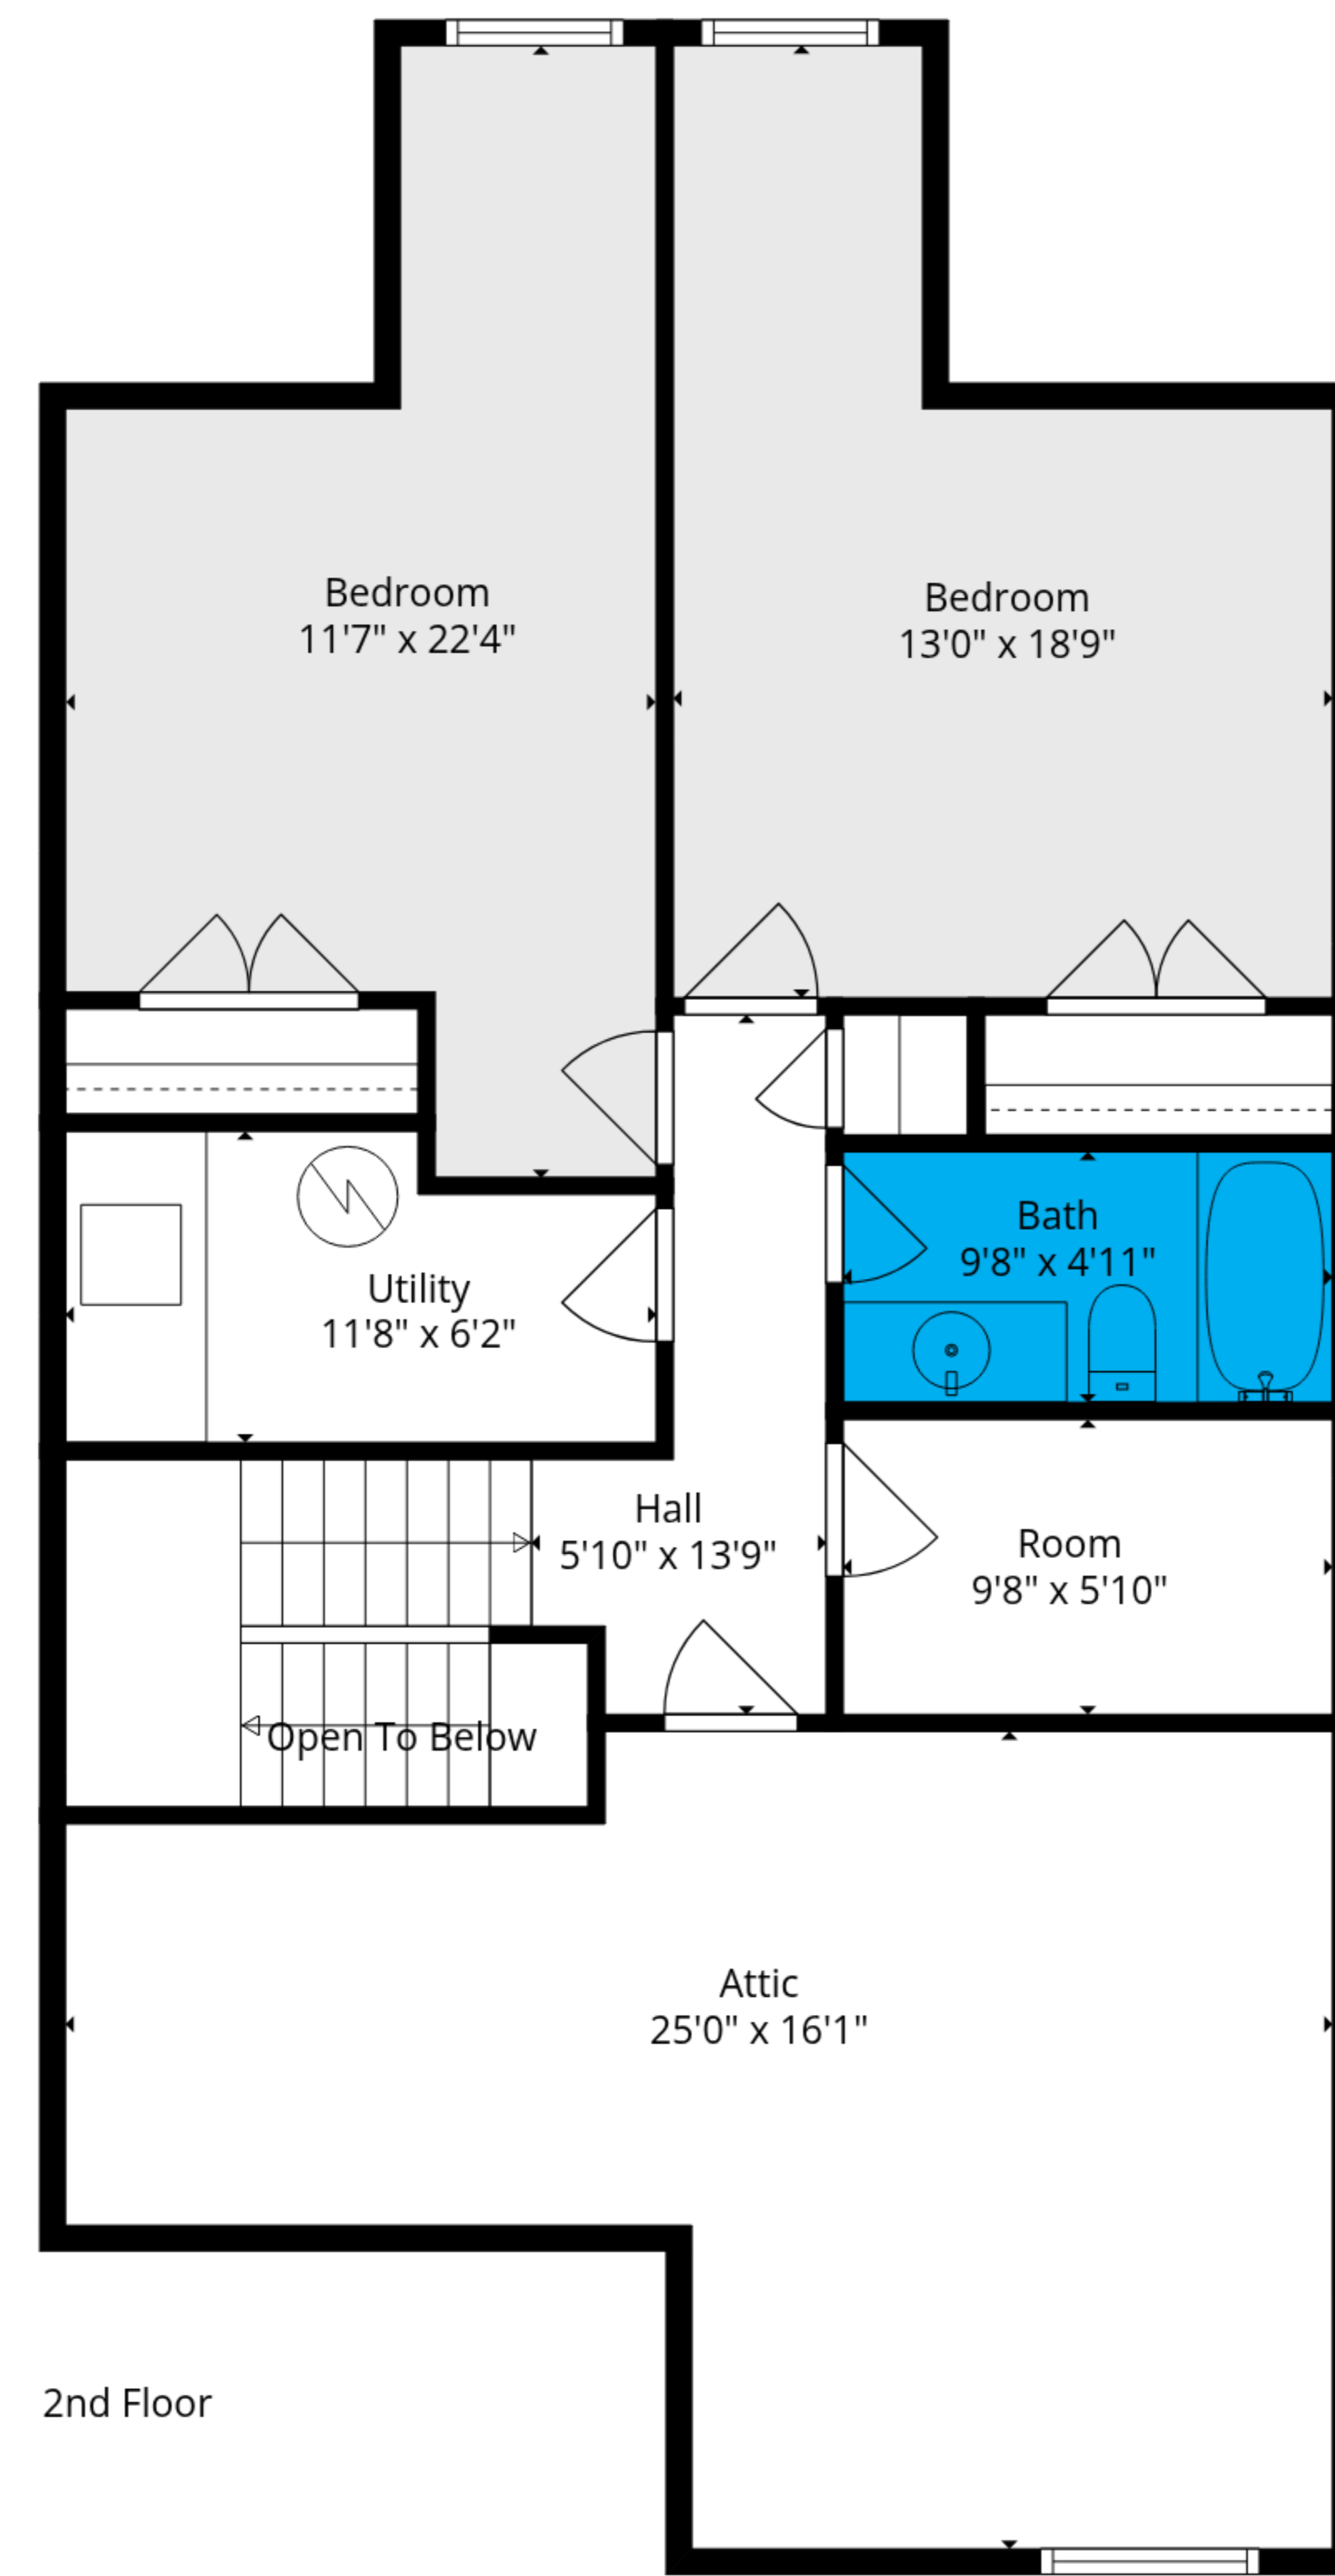 Bedroom
11'7" x 22'4"
Bedroom
13'0" x 18'9"
Bath
9'8" x 4'11"
Utility
11'8" x 6'2"
Hall
5'10" x 13'9"
Room
9'8" x 5'10"
Open To Below
Attic
25'0" x 16'1"
2nd Floor